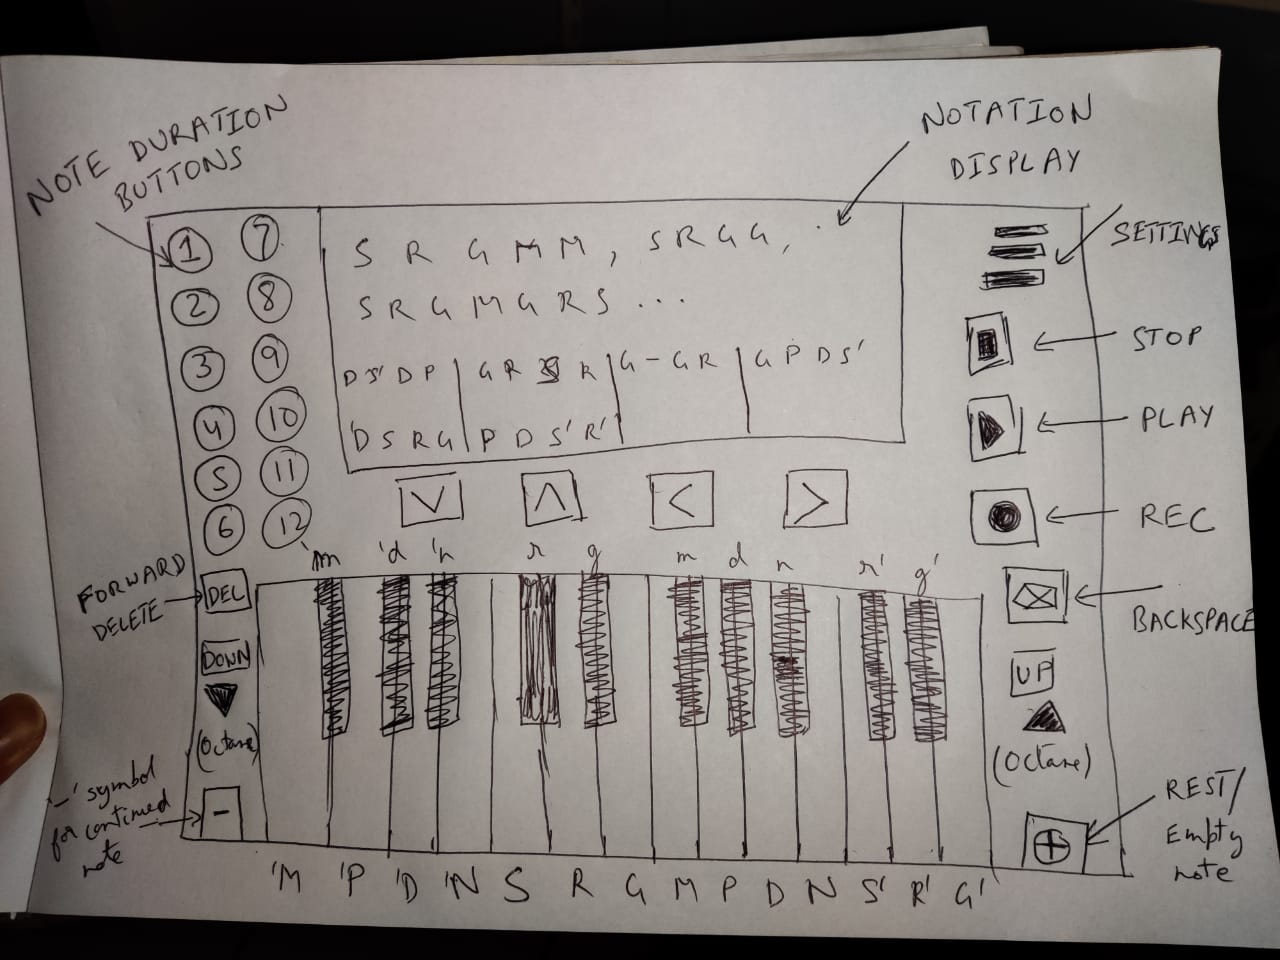 NOTE DURATION
BUTTONS
NOTATION
DISPLAY
1 7
2 8
3 9
4 10
5 11
6 12
S R G M M , S R G G , .
S R G M G R S ...
D S' D P | G R S R | G - G R | G P D S'
'D S R G | P D S' R' |
SETTINGS
STOP
PLAY
REC
BACKSPACE
FORWARD
DELETE
DEL
DOWN
(Octave)
'-' symbol
for continued
note
-
UP
(Octave)
REST/
Empty
note
'm 'd 'n r g m d n r' g'
'M 'P 'D 'N S R G M P D N S' R' G'